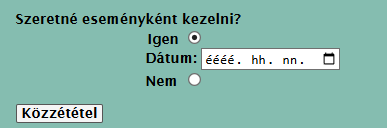 Szeretné eseményként kezelni?
Igen
Dátum: éééé. hh. nn.
Nem
Közzététel